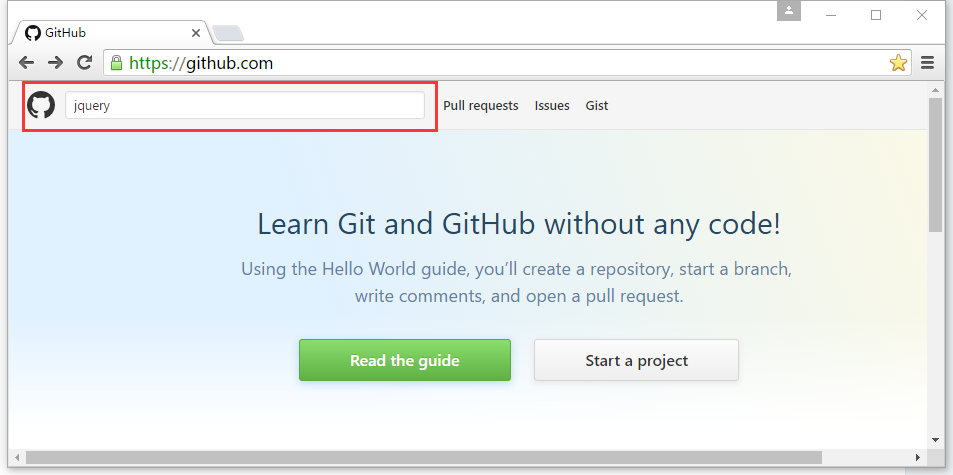 GitHub
https://github.com
jquery Pull requests Issues Gist
Learn Git and GitHub without any code!
Using the Hello World guide, you’ll create a repository, start a branch,
write comments, and open a pull request.
Read the guide Start a project